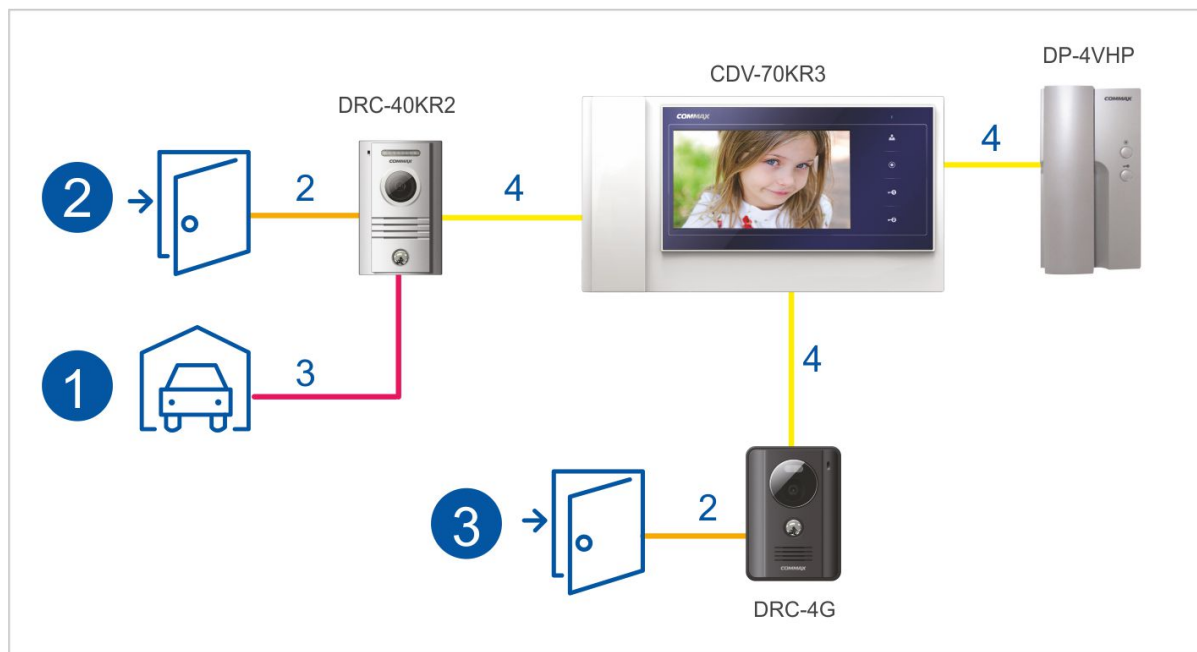 DP-4VHP
CDV-70KR3
DRC-40KR2
COMMAX
COMMAX
COMMAX
2
2
4
4
1
3
4
3
2
COMMAX
DRC-4G